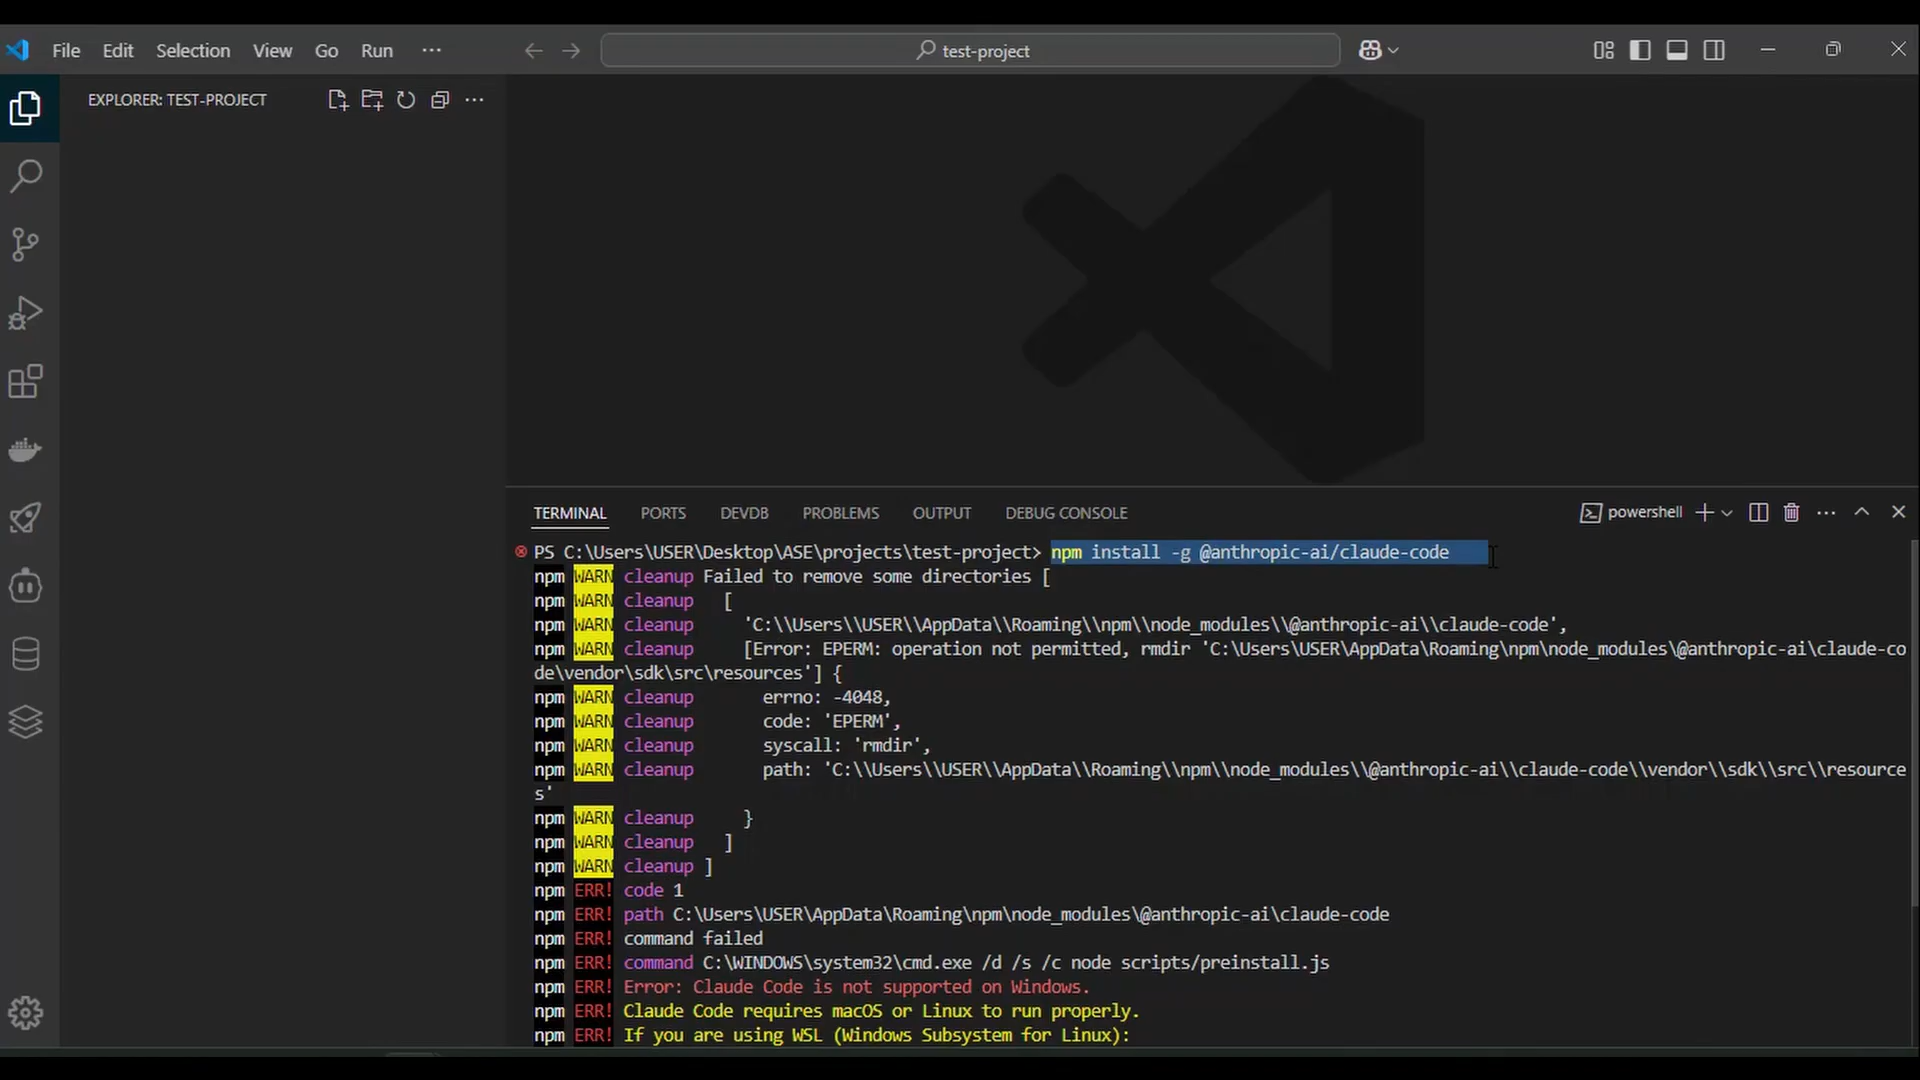 File Edit Selection View Go Run ···
test-project
EXPLORER: TEST-PROJECT
TERMINAL PORTS DEVDB PROBLEMS OUTPUT DEBUG CONSOLE
powershell
PS C:\Users\USER\Desktop\ASE\projects\test-project> npm install -g @anthropic-ai/claude-code
npm WARN cleanup Failed to remove some directories [
npm WARN cleanup   [
npm WARN cleanup     'C:\\Users\\USER\\AppData\\Roaming\\npm\\node_modules\\@anthropic-ai\\claude-code',
npm WARN cleanup     [Error: EPERM: operation not permitted, rmdir 'C:\Users\USER\AppData\Roaming\npm\node_modules\@anthropic-ai\claude-co
de\vendor\sdk\src\resources'] {
npm WARN cleanup       errno: -4048,
npm WARN cleanup       code: 'EPERM',
npm WARN cleanup       syscall: 'rmdir',
npm WARN cleanup       path: 'C:\\Users\\USER\\AppData\\Roaming\\npm\\node_modules\\@anthropic-ai\\claude-code\\vendor\\sdk\\src\\resource
s'
npm WARN cleanup     }
npm WARN cleanup   ]
npm WARN cleanup ]
npm ERR! code 1
npm ERR! path C:\Users\USER\AppData\Roaming\npm\node_modules\@anthropic-ai\claude-code
npm ERR! command failed
npm ERR! command C:\WINDOWS\system32\cmd.exe /d /s /c node scripts/preinstall.js
npm ERR! Error: Claude Code is not supported on Windows.
npm ERR! Claude Code requires macOS or Linux to run properly.
npm ERR! If you are using WSL (Windows Subsystem for Linux):